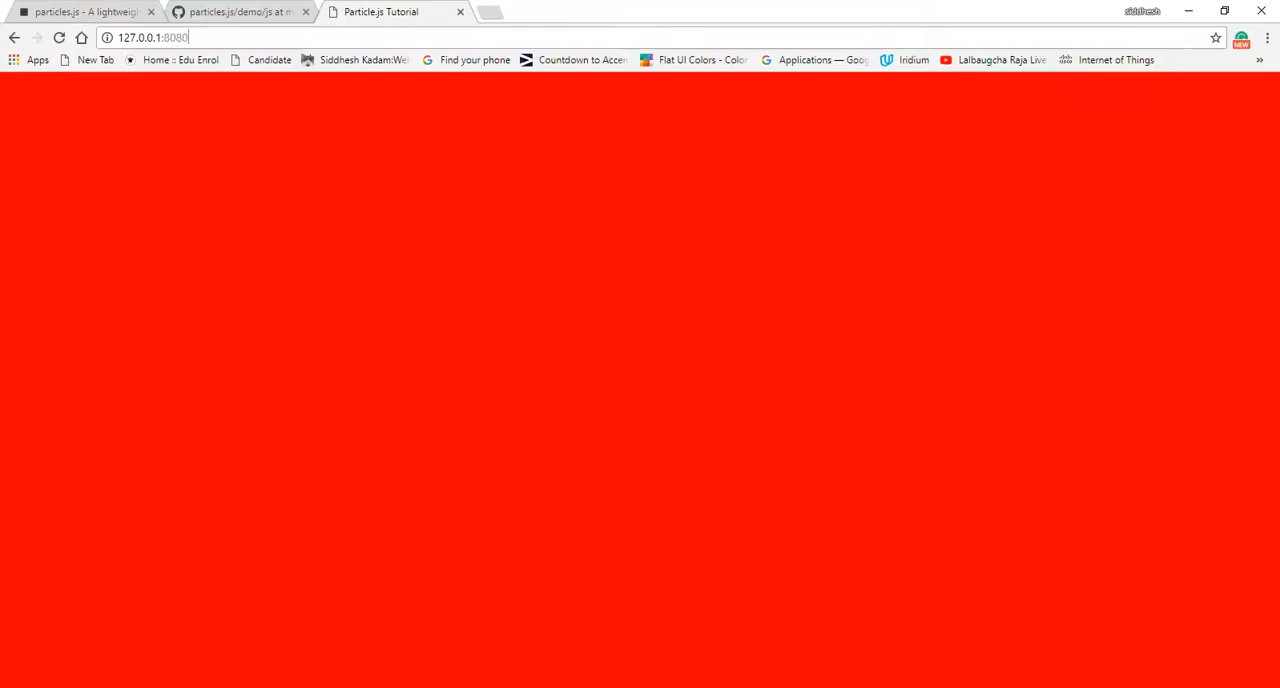 particles.js - A lightweig
particles.js/demo/js at m
Particle.js Tutorial
siddhesh
127.0.0.1:8080
NEW
Apps
New Tab
Home :: Edu Enrol
Candidate
Siddhesh Kadam:We
Find your phone
Countdown to Accen
Flat UI Colors - Color
Applications — Goog
Iridium
Lalbaugcha Raja Live
Internet of Things
»